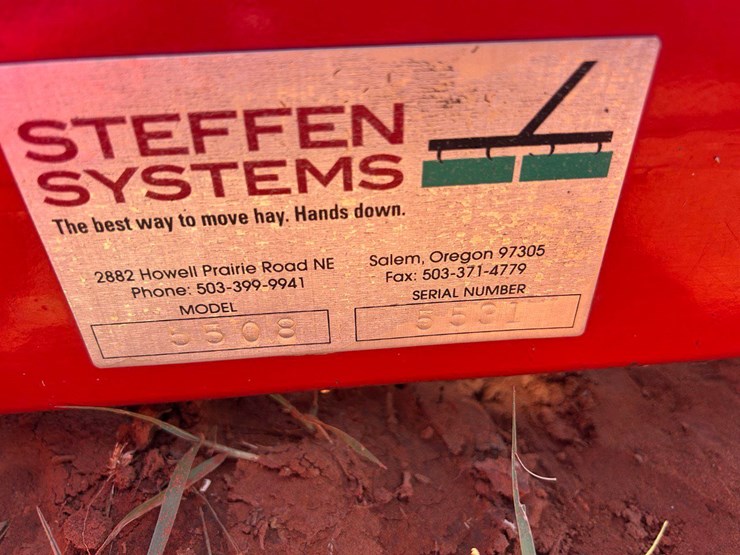 STEFFEN
SYSTEMS
The best way to move hay. Hands down.
2882 Howell Prairie Road NE
Phone: 503-399-9941
Salem, Oregon 97305
Fax: 503-371-4779
MODEL
5508
SERIAL NUMBER
5531